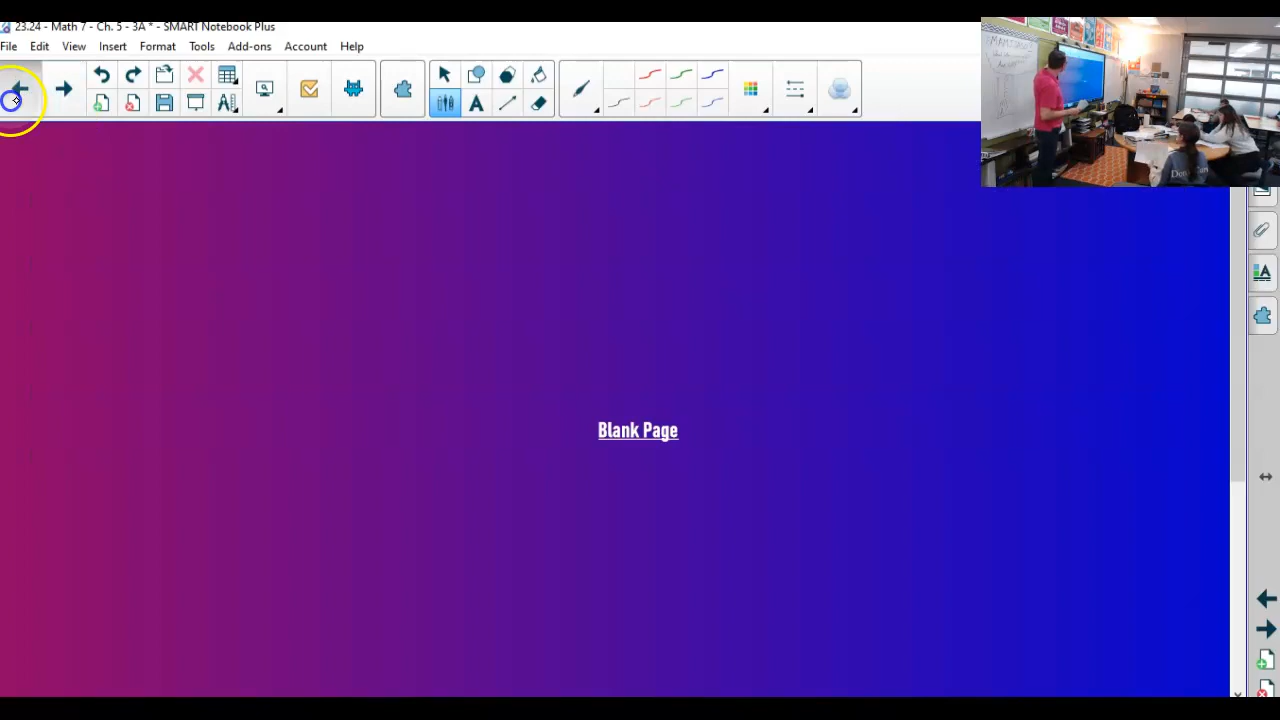 23.24 - Math 7 - Ch. 5 - 3A * - SMART Notebook Plus
File Edit View Insert Format Tools Add-ons Account Help
Blank Page